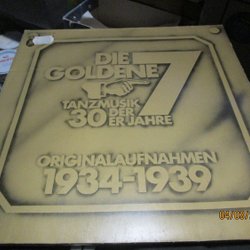 DIE
GOLDENE 7
TANZMUSIK
30 DER
ER JAHRE
ORIGINALAUFNAHMEN
1934-1939